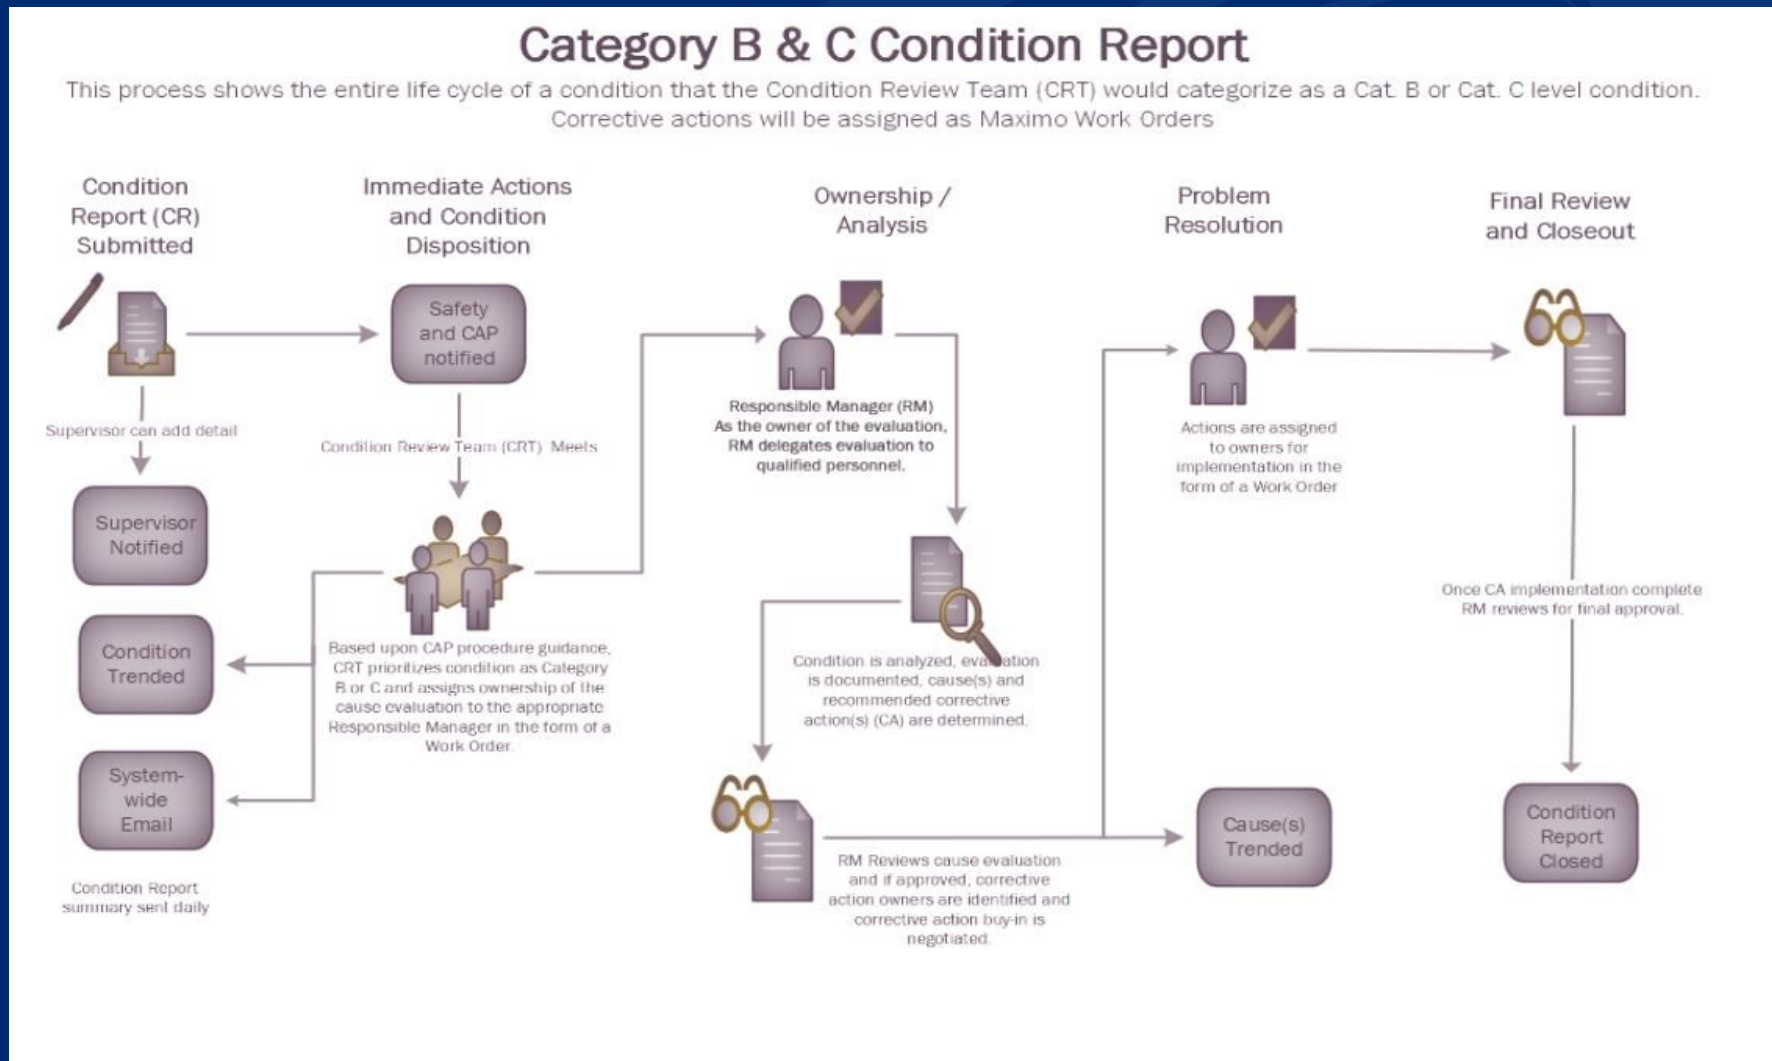 Category B & C Condition Report
This process shows the entire life cycle of a condition that the Condition Review Team (CRT) would categorize as a Cat. B or Cat. C level condition.
Corrective actions will be assigned as Maximo Work Orders
Condition
Report (CR)
Submitted
Supervisor can add detail
Supervisor
Notified
Condition
Trended
System-
wide
Email
Condition Report
summary sent daily
Immediate Actions
and Condition
Disposition
Safety
and CAP
notified
Condition Review Team (CRT) Meets
Based upon CAP procedure guidance,
CRT prioritizes condition as Category
B or C and assigns ownership of the
cause evaluation to the appropriate
Responsible Manager in the form of a
Work Order.
Ownership /
Analysis
Responsible Manager (RM)
As the owner of the evaluation,
RM delegates evaluation to
qualified personnel.
Condition is analyzed, evaluation
is documented, cause(s) and
recommended corrective
action(s) (CA) are determined.
RM Reviews cause evaluation
and if approved, corrective
action owners are identified and
corrective action buy-in is
negotiated.
Problem
Resolution
Actions are assigned
to owners for
implementation in the
form of a Work Order
Cause(s)
Trended
Final Review
and Closeout
Once CA implementation complete
RM reviews for final approval.
Condition
Report
Closed